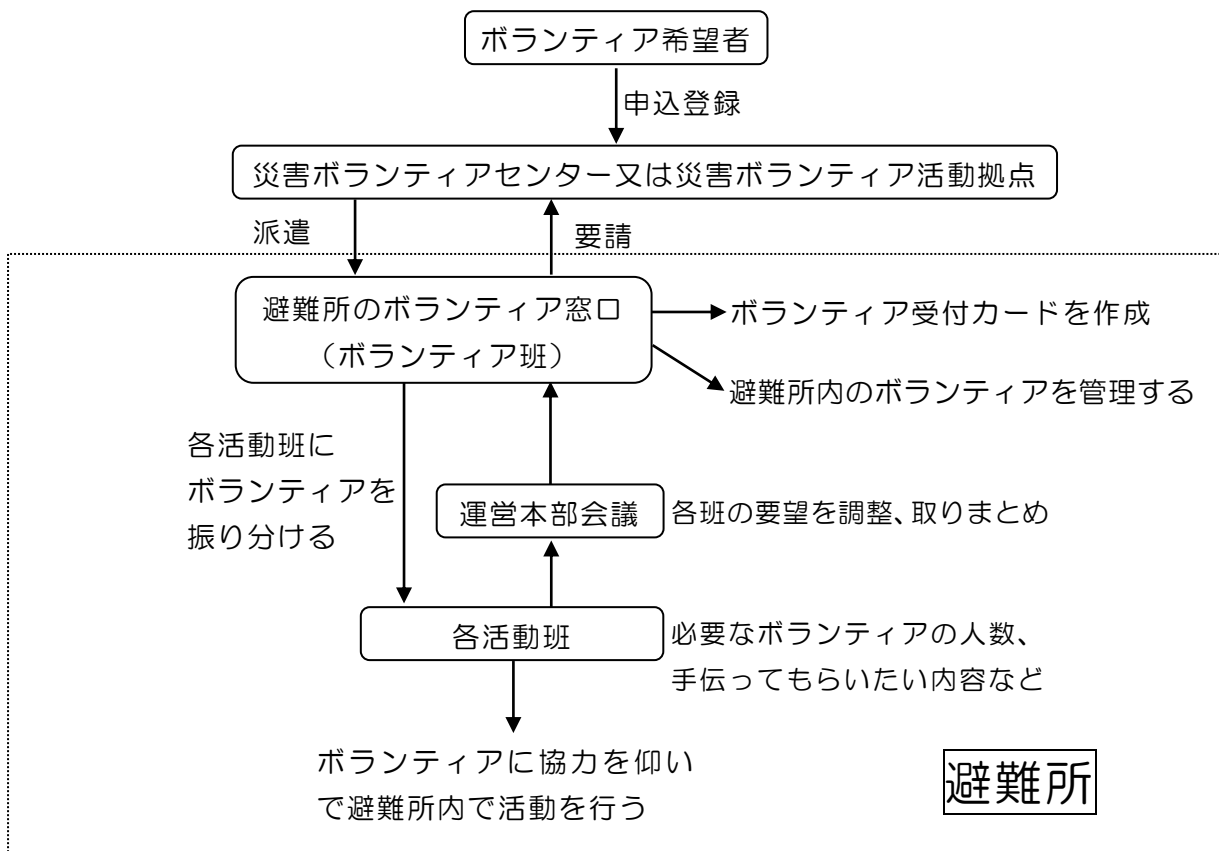 ボランティア希望者
申込登録
災害ボランティアセンター又は災害ボランティア活動拠点
派遣
要請
避難所のボランティア窓口
（ボランティア班）
ボランティア受付カードを作成
避難所内のボランティアを管理する
各活動班に
ボランティアを
振り分ける
運営本部会議
各班の要望を調整、取りまとめ
各活動班
必要なボランティアの人数、
手伝ってもらいたい内容など
ボランティアに協力を仰い
で避難所内で活動を行う
避難所